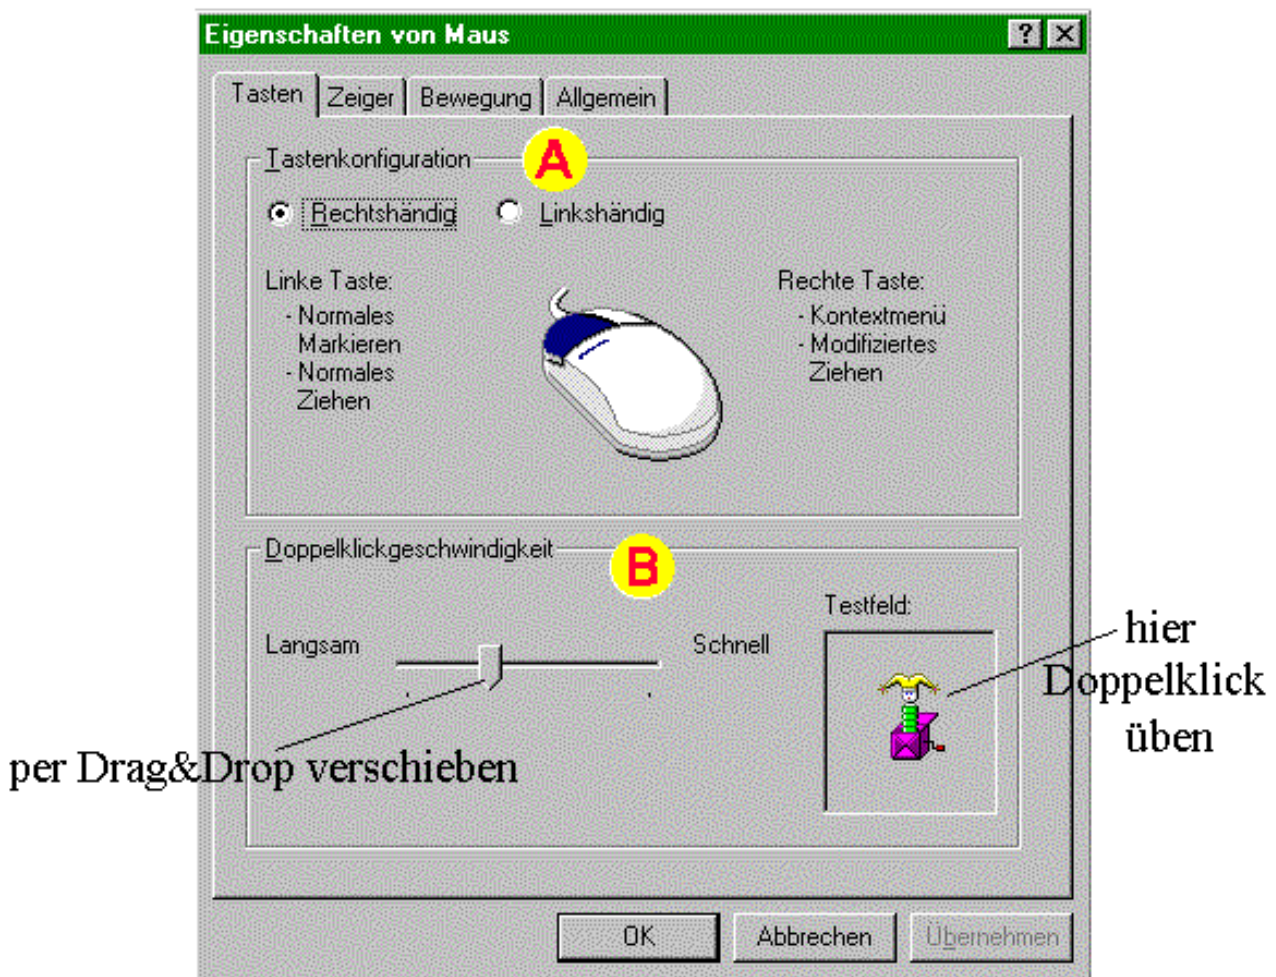 Eigenschaften von Maus
Tasten Zeiger Bewegung Allgemein
Tastenkonfiguration A
Rechtshändig Linkshändig
Linke Taste:
- Normales
Markieren
- Normales
Ziehen
Rechte Taste:
- Kontextmenü
- Modifiziertes
Ziehen
Doppelklickgeschwindigkeit B
Langsam Schnell
Testfeld:
hier
Doppelklick
üben
per Drag&Drop verschieben
OK Abbrechen Übernehmen